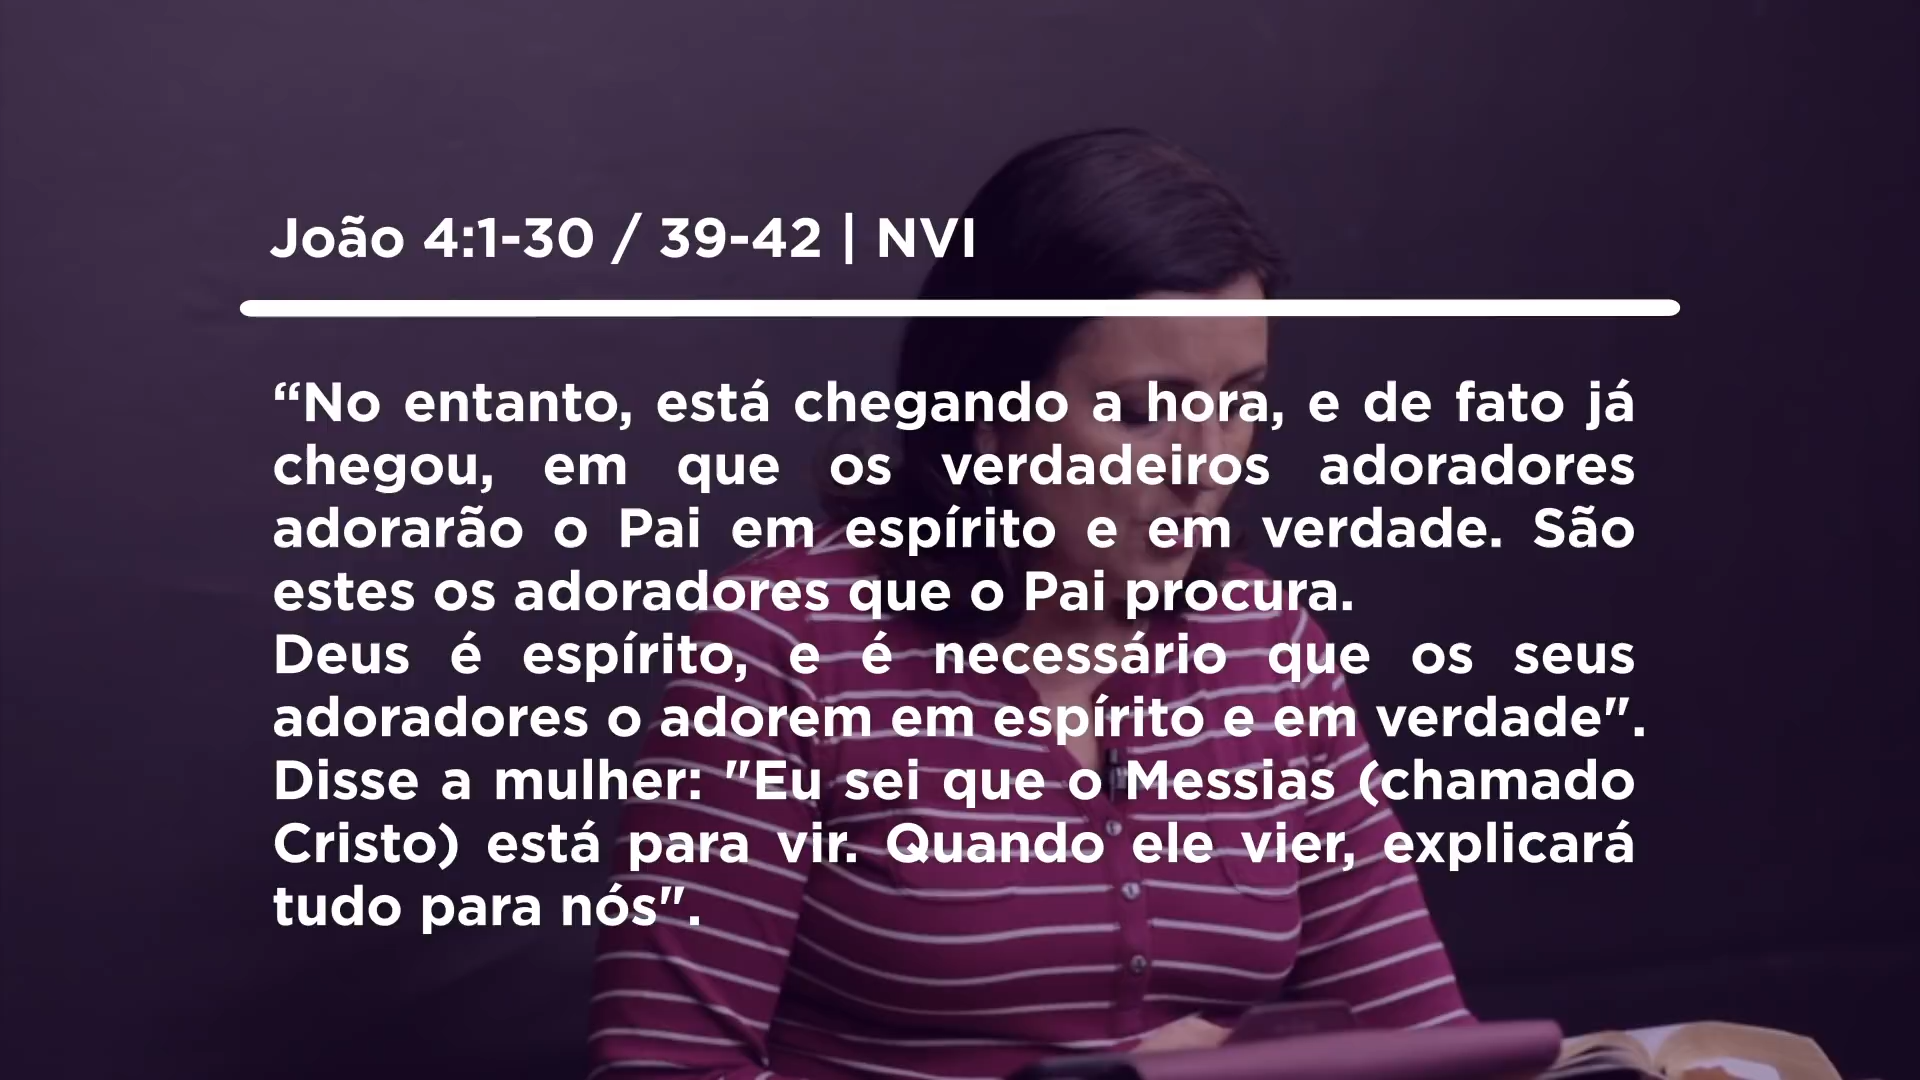 João 4:1-30 / 39-42 | NVI
“No entanto, está chegando a hora, e de fato já
chegou, em que os verdadeiros adoradores
adorarão o Pai em espírito e em verdade. São
estes os adoradores que o Pai procura.
Deus é espírito, e é necessário que os seus
adoradores o adorem em espírito e em verdade".
Disse a mulher: "Eu sei que o Messias (chamado
Cristo) está para vir. Quando ele vier, explicará
tudo para nós".